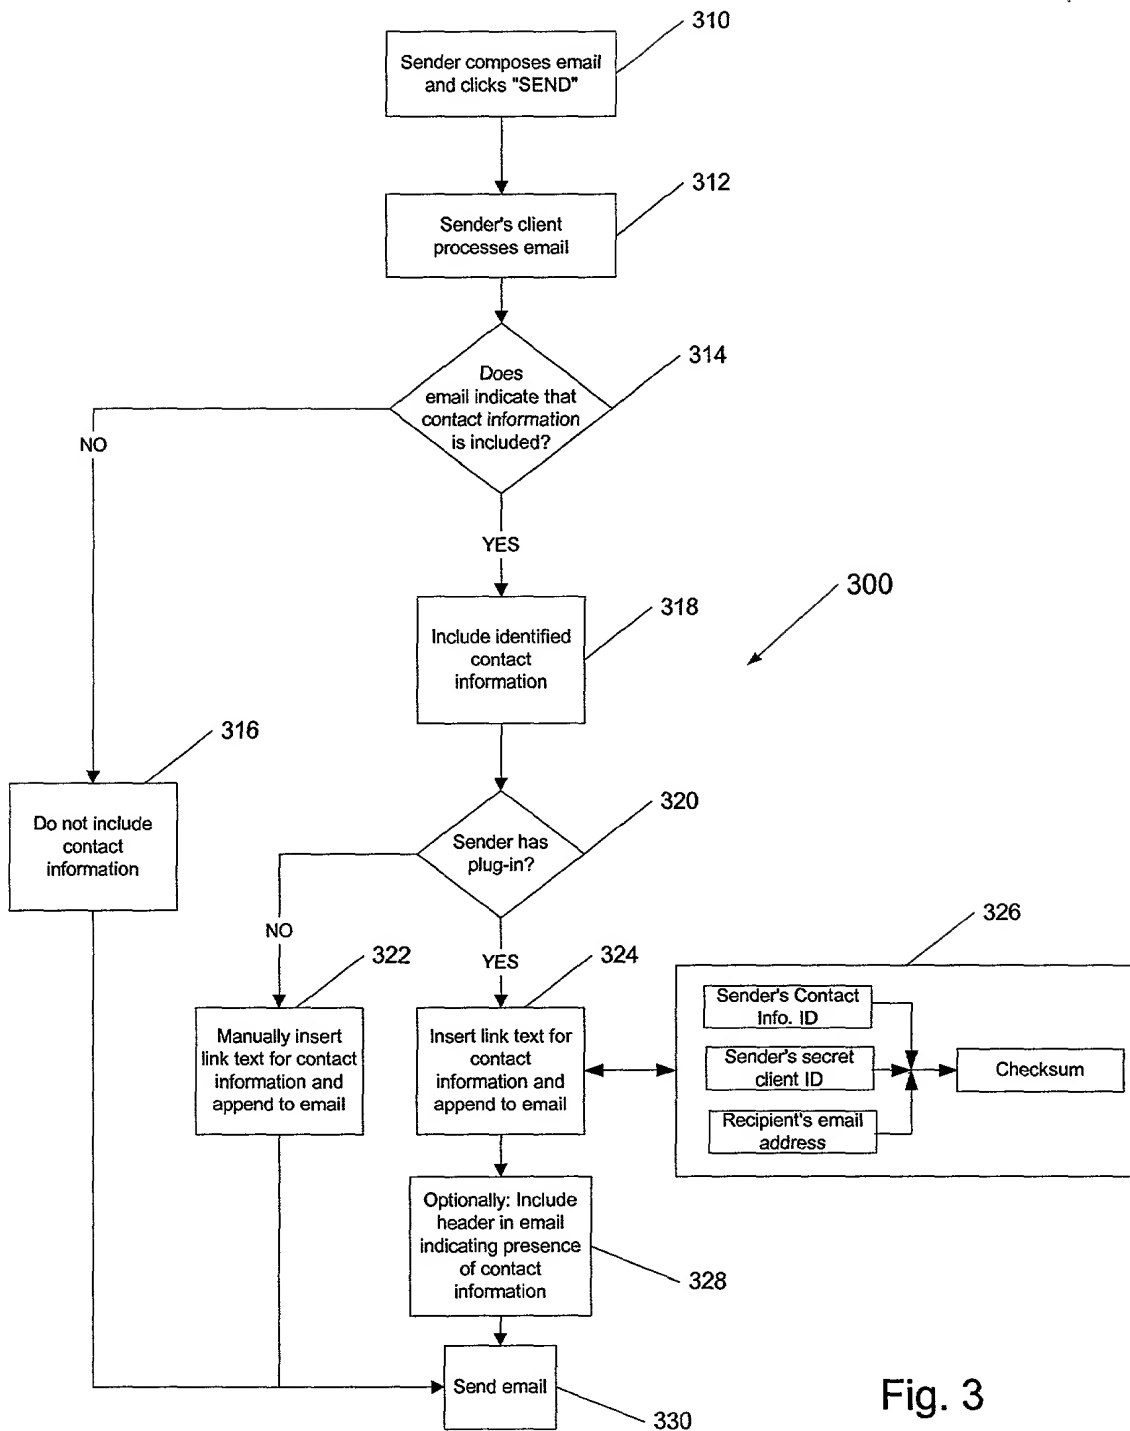 310
Sender composes email
and clicks "SEND"
312
Sender's client
processes email
314
Does
email indicate that
contact information
is included?
NO
YES
300
318
Include identified
contact
information
316
Do not include
contact
information
320
Sender has
plug-in?
NO
YES
322
Manually insert
link text for contact
information and
append to email
324
Insert link text for
contact
information and
append to email
326
Sender's Contact
Info. ID
Sender's secret
client ID
Recipient's email
address
Checksum
Optionally: Include
header in email
indicating presence
of contact
information
328
Send email
330
Fig. 3